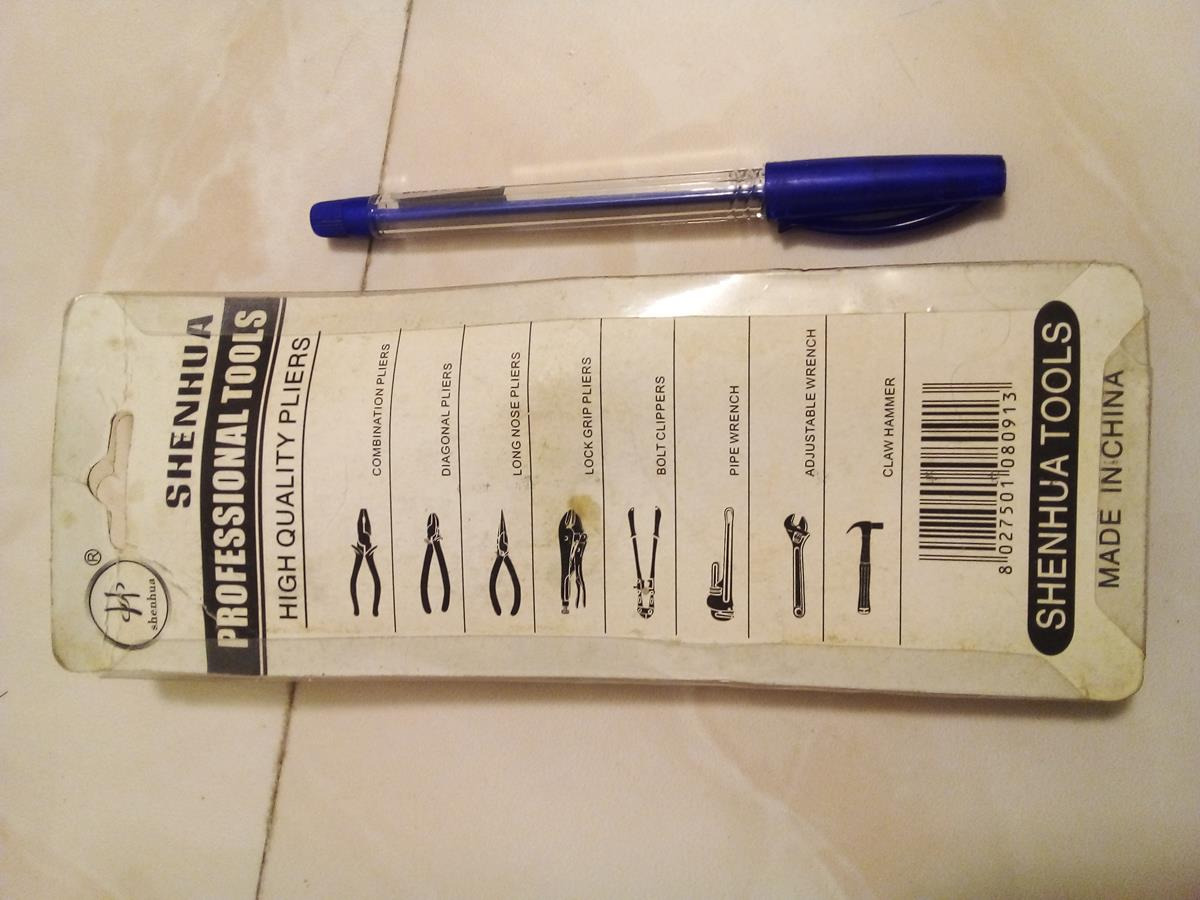 ®
shenhua
SHENHUA
PROFESSIONAL TOOLS
HIGH QUALITY PLIERS
COMBINATION PLIERS
DIAGONAL PLIERS
LONG NOSE PLIERS
LOCK GRIP PLIERS
BOLT CLIPPERS
PIPE WRENCH
ADJUSTABLE WRENCH
CLAW HAMMER
8 027501 080913
SHENHUA TOOLS
MADE IN CHINA